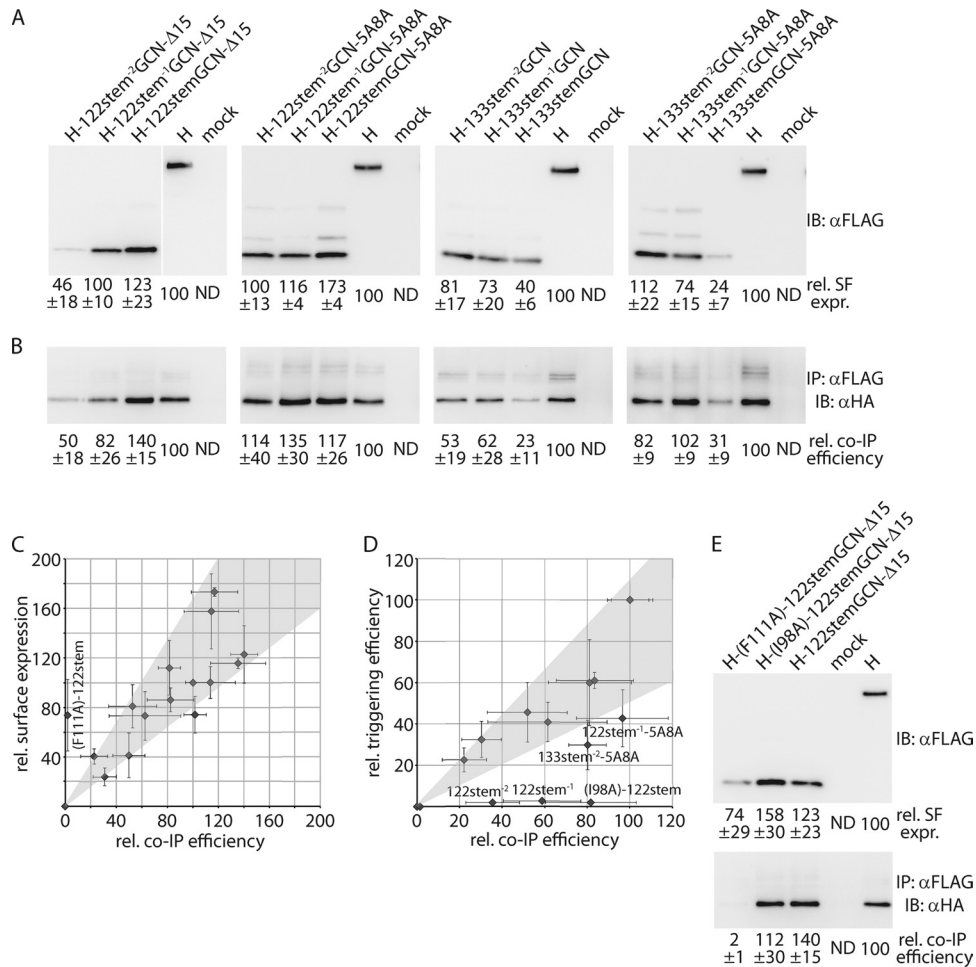 A
H-122stem⁻²GCN-Δ15
H-122stem⁻¹GCN-Δ15
H-122stemGCN-Δ15
H
mock
H-122stem⁻²GCN-5A8A
H-122stem⁻¹GCN-5A8A
H-122stemGCN-5A8A
H
mock
H-133stem⁻²GCN
H-133stem⁻¹GCN
H-133stemGCN
H
mock
H-133stem⁻²GCN-5A8A
H-133stem⁻¹GCN-5A8A
H-133stemGCN-5A8A
H
mock
IB: αFLAG
46 100 123 100 ND 100 116 173 100 ND 81 73 40 100 ND 112 74 24 100 ND rel. SF
±18 ±10 ±23 ±13 ±4 ±4 ±17 ±20 ±6 ±22 ±15 ±7 expr.
B
IP: αFLAG
IB: αHA
50 82 140 100 ND 114 135 117 100 ND 53 62 23 100 ND 82 102 31 100 ND rel. co-IP
±18 ±26 ±15 ±40 ±30 ±26 ±19 ±28 ±11 ±9 ±9 ±9 efficiency
C
200
160
120
80
40
0
rel. surface expression
(F111A)-122stem
0 40 80 120 160 200
rel. co-IP efficiency
D
120
100
80
60
40
20
rel. triggering efficiency
122stem⁻¹-5A8A
133stem⁻²-5A8A
122stem⁻² 122stem⁻¹ (I98A)-122stem
0 20 40 60 80 100 120
rel. co-IP efficiency
E
H-(F111A)-122stemGCN-Δ15
H-(I98A)-122stemGCN-Δ15
H-122stemGCN-Δ15
mock
H
IB: αFLAG
74 158 123 ND 100 rel. SF
±29 ±30 ±23 expr.
IP: αFLAG
IB: αHA
2 112 140 ND 100 rel. co-IP
±1 ±30 ±15 efficiency